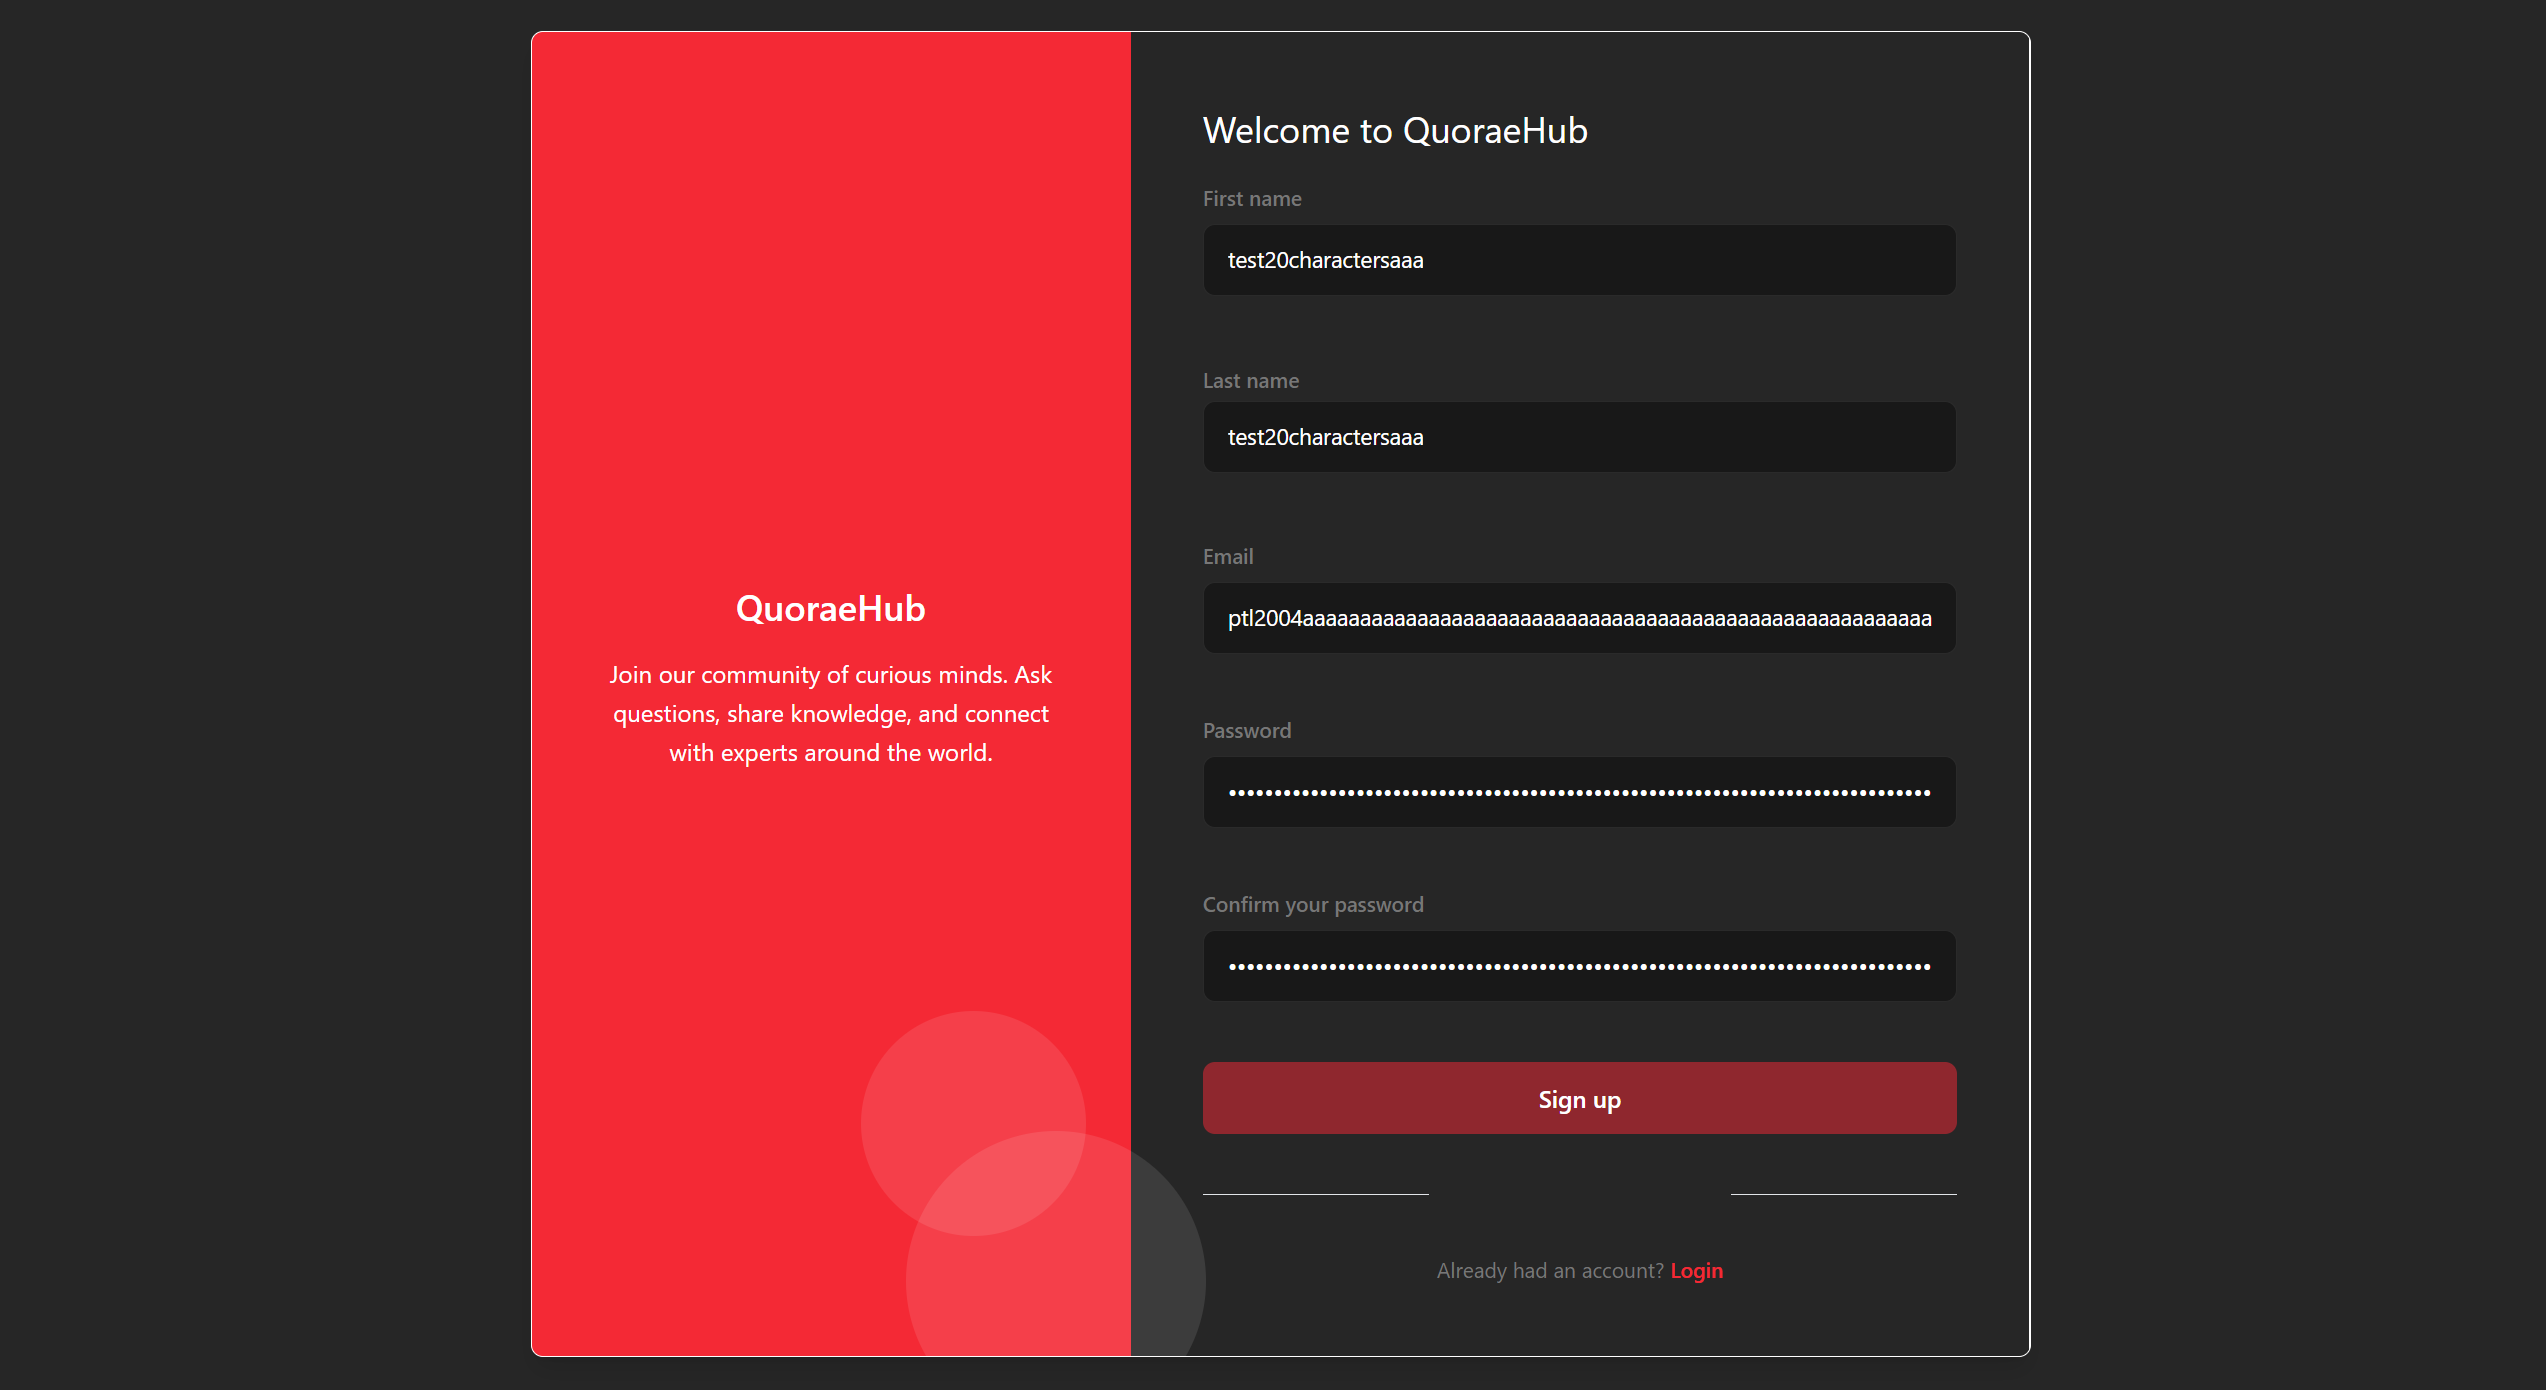 QuoraeHub
Join our community of curious minds. Ask
questions, share knowledge, and connect
with experts around the world.
Welcome to QuoraeHub
First name
test20charactersaaa
Last name
test20charactersaaa
Email
ptl2004aaaaaaaaaaaaaaaaaaaaaaaaaaaaaaaaaaaaaaaaaaaaaaaaaaaaaaa
Password
Confirm your password
Sign up
Already had an account? Login